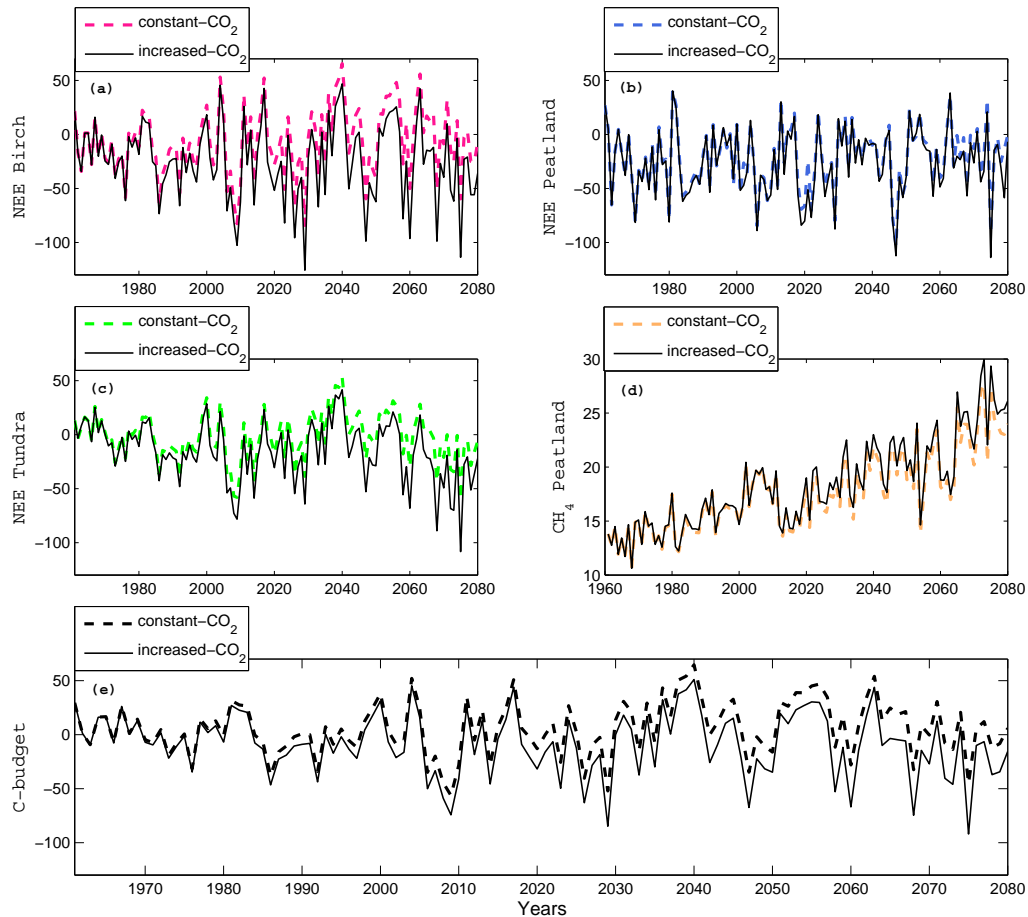 constant−CO₂
increased−CO₂
constant−CO₂
increased−CO₂
(a)
NEE Birch
50
0
−50
−100
1980 2000 2020 2040 2060 2080
(b)
NEE Peatland
50
0
−50
−100
1980 2000 2020 2040 2060 2080
constant−CO₂
increased−CO₂
constant−CO₂
increased−CO₂
(c)
NEE Tundra
50
0
−50
−100
1980 2000 2020 2040 2060 2080
(d)
CH₄ Peatland
30
25
20
15
10
1960 1980 2000 2020 2040 2060 2080
constant−CO₂
increased−CO₂
(e)
C−budget
50
0
−50
−100
1970 1980 1990 2000 2010 2020 2030 2040 2050 2060 2070 2080
Years